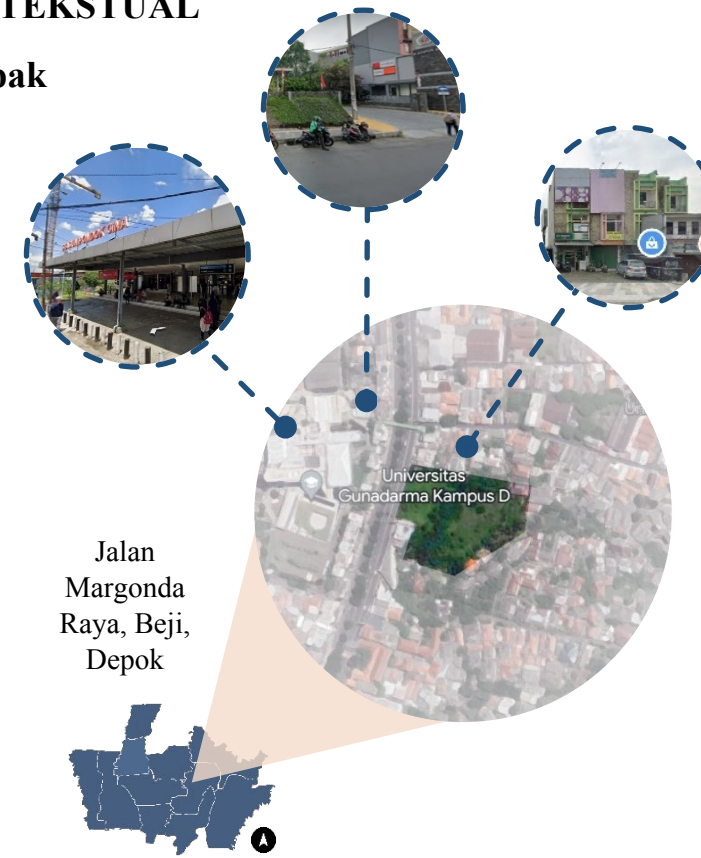 TEKSTUAL
pak
Universitas
Gunadarma Kampus D
Jalan
Margonda
Raya, Beji,
Depok